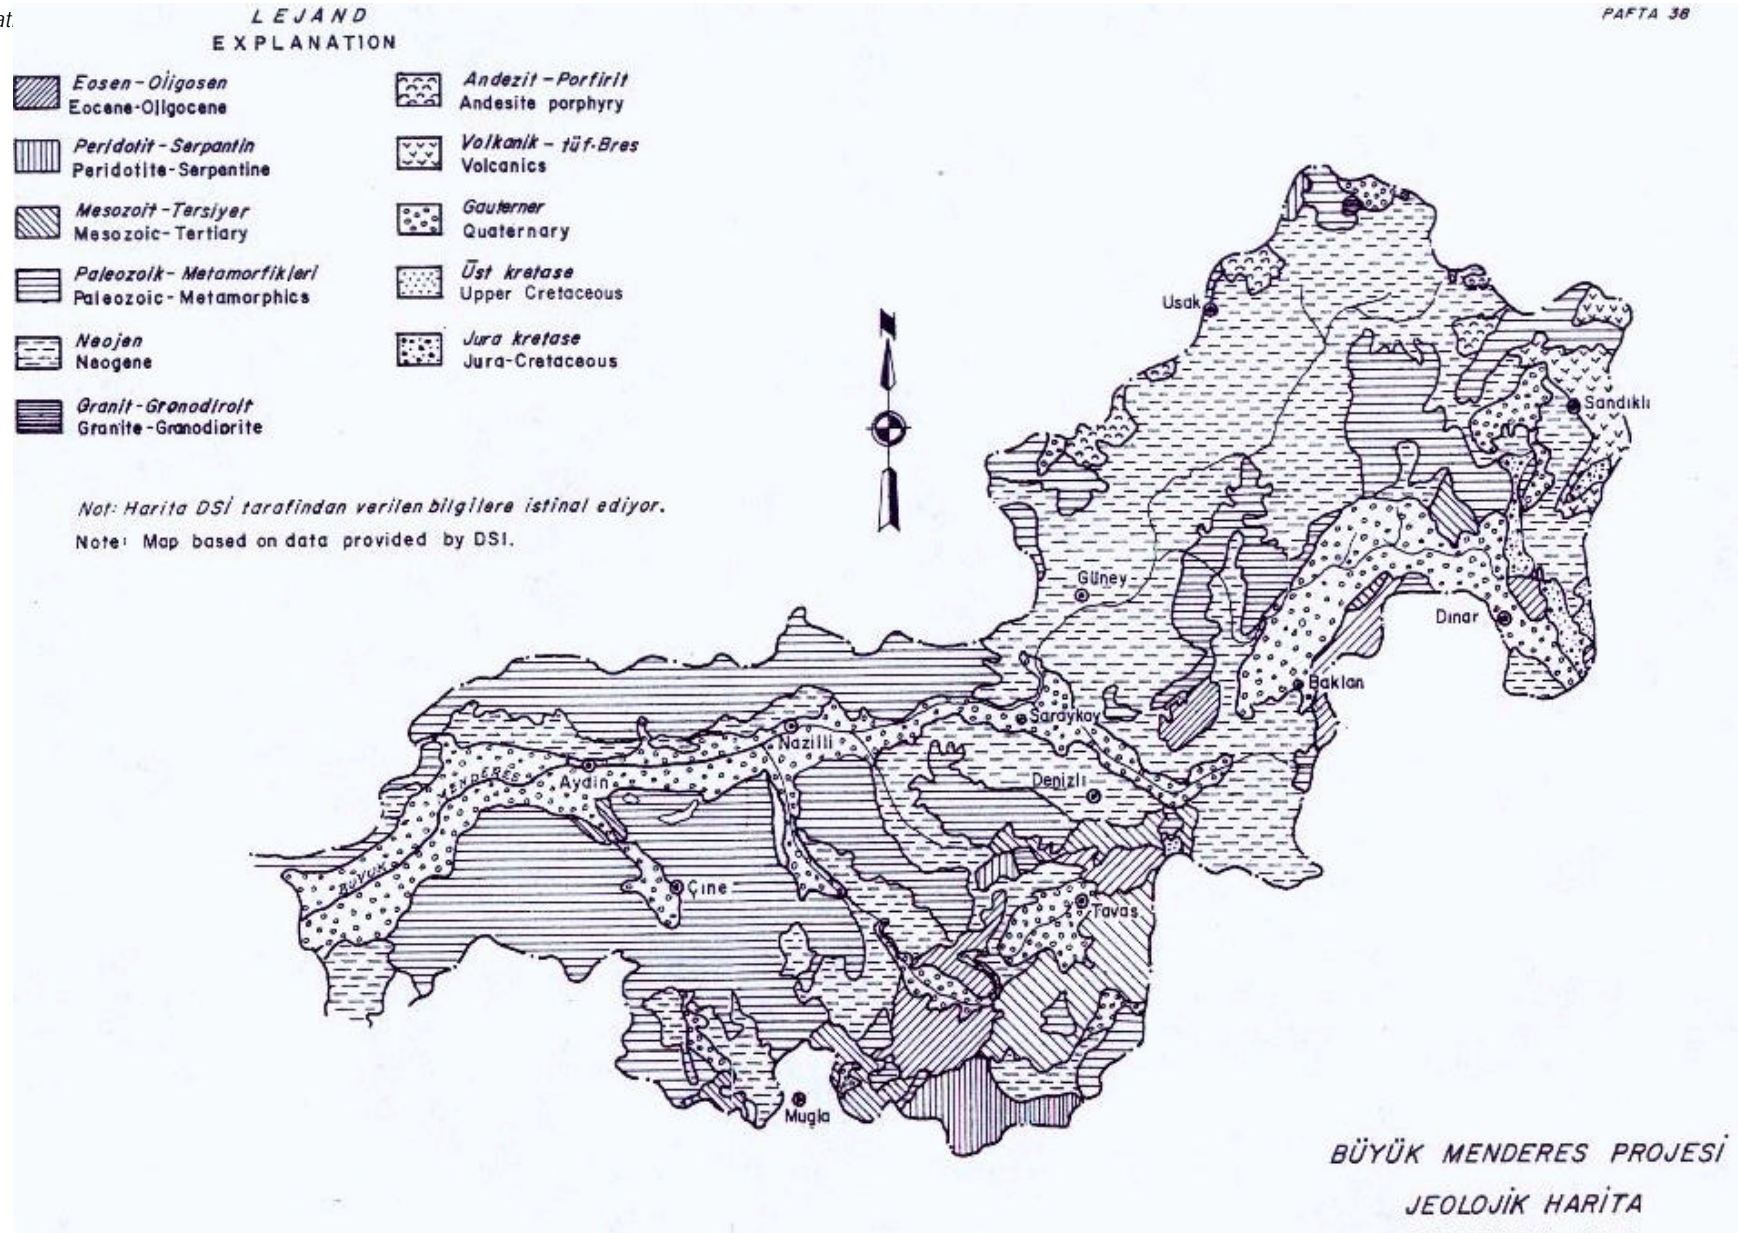 at
LEJAND
EXPLANATION
PAFTA 38
Eosen-Oligosen
Eocene-Oligocene
Peridotit-Serpantin
Peridotite-Serpentine
Mesozoit-Tersiyer
Mesozoic-Tertiary
Paleozoik-Metamorfikleri
Paleozoic-Metamorphics
Neojen
Neogene
Granit-Gronodirolt
Granite-Granodiorite
Andezit-Porfirit
Andesite porphyry
Volkanik-tüf-Bres
Volcanics
Gauterner
Quaternary
Üst kretase
Upper Cretaceous
Jura kretase
Jura-Cretaceous
Not: Harita DSİ tarafindan verilen bilgilere istinat ediyor.
Note: Map based on data provided by DSI.
Usak
Sandıklı
Güney
Dinar
Baklan
Sarayköy
Nazilli
Aydin
Denizli
BÜYÜK
MENDERES
Çine
Tavas
Mugla
BÜYÜK MENDERES PROJESİ
JEOLOJİK HARİTA